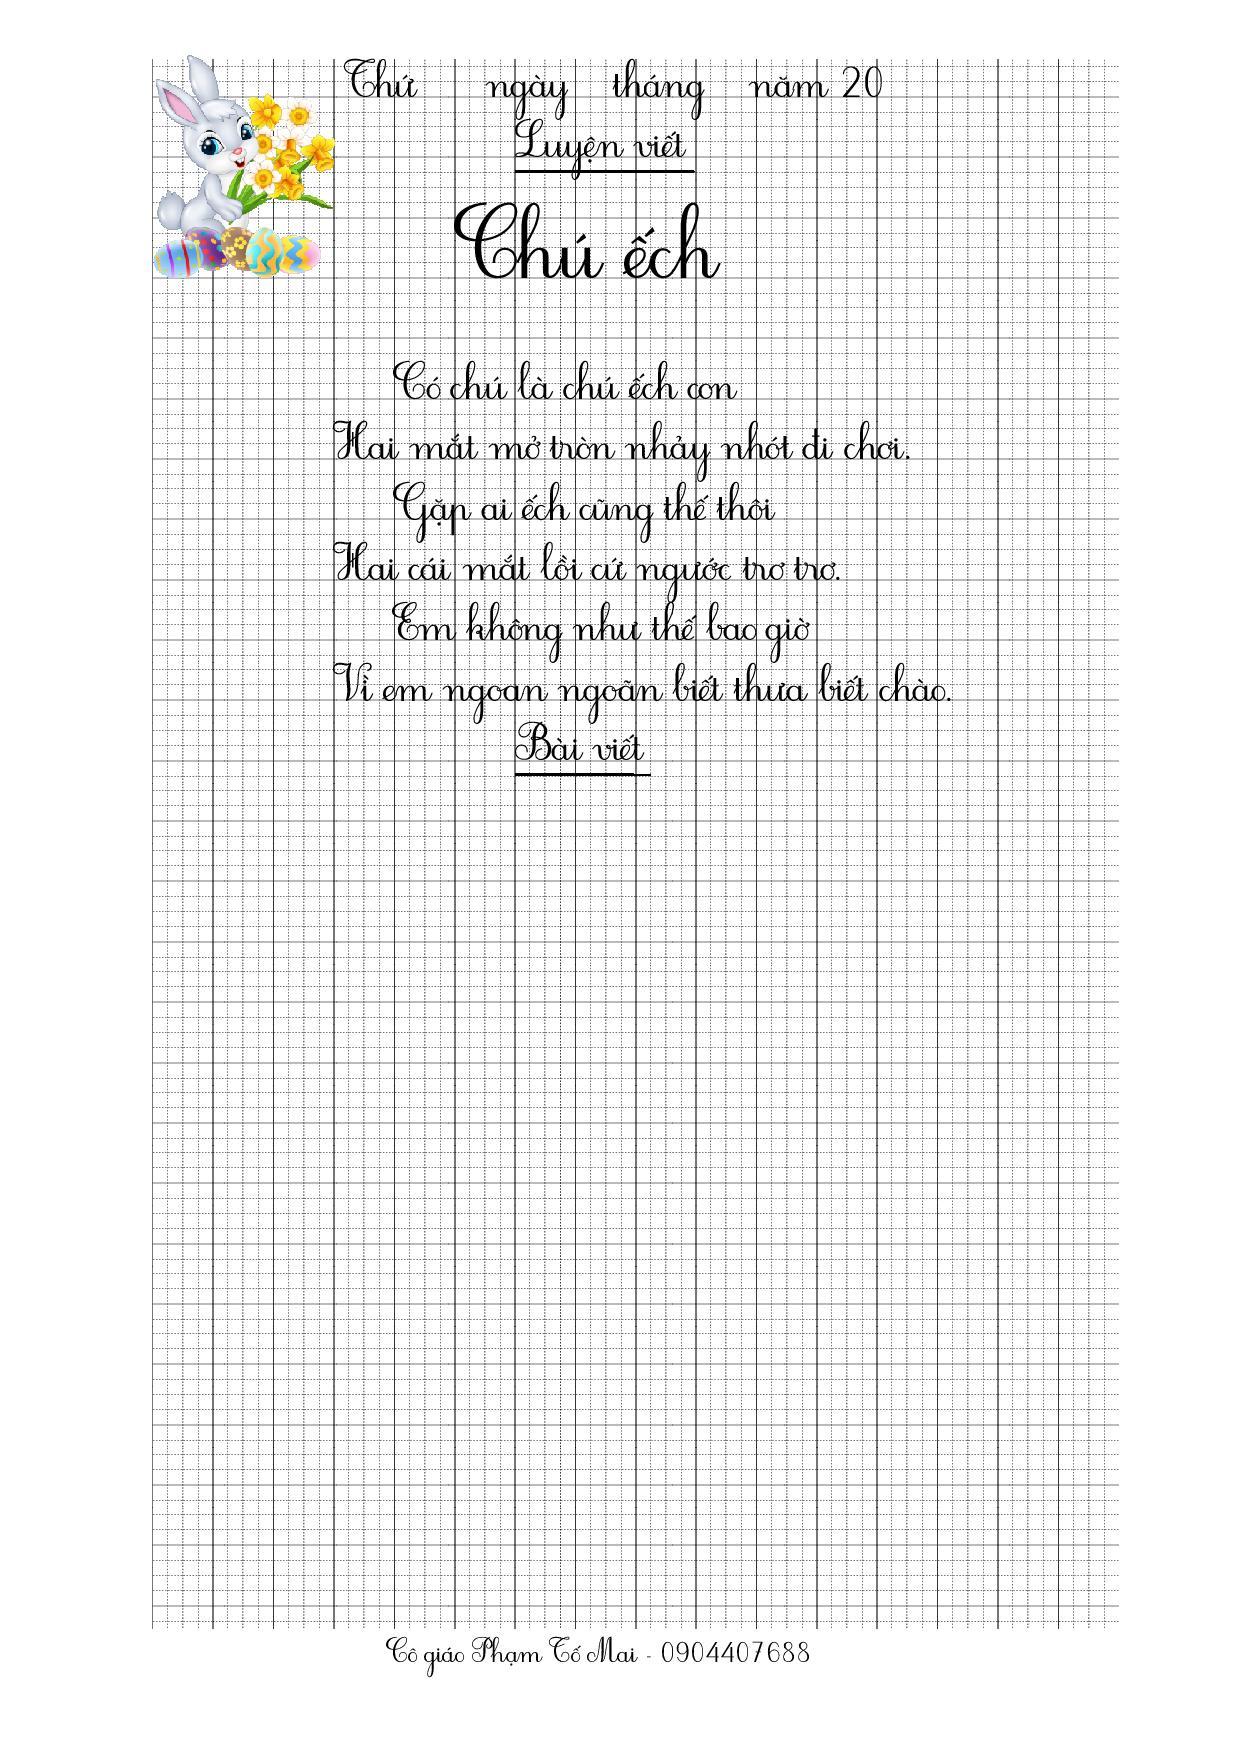 Thứ ngày tháng năm 20
Luyện viết
Chú ếch
Có chú là chú ếch con
Hai mắt mở tròn nhảy nhót đi chơi.
Gặp ai ếch cũng thế thôi
Hai cái mắt lồi cứ ngước trơ trơ.
Em không như thế bao giờ
Vì em ngoan ngoãn biết thưa biết chào.
Bài viết
Cô giáo Phạm Tố Mai - 0904407688